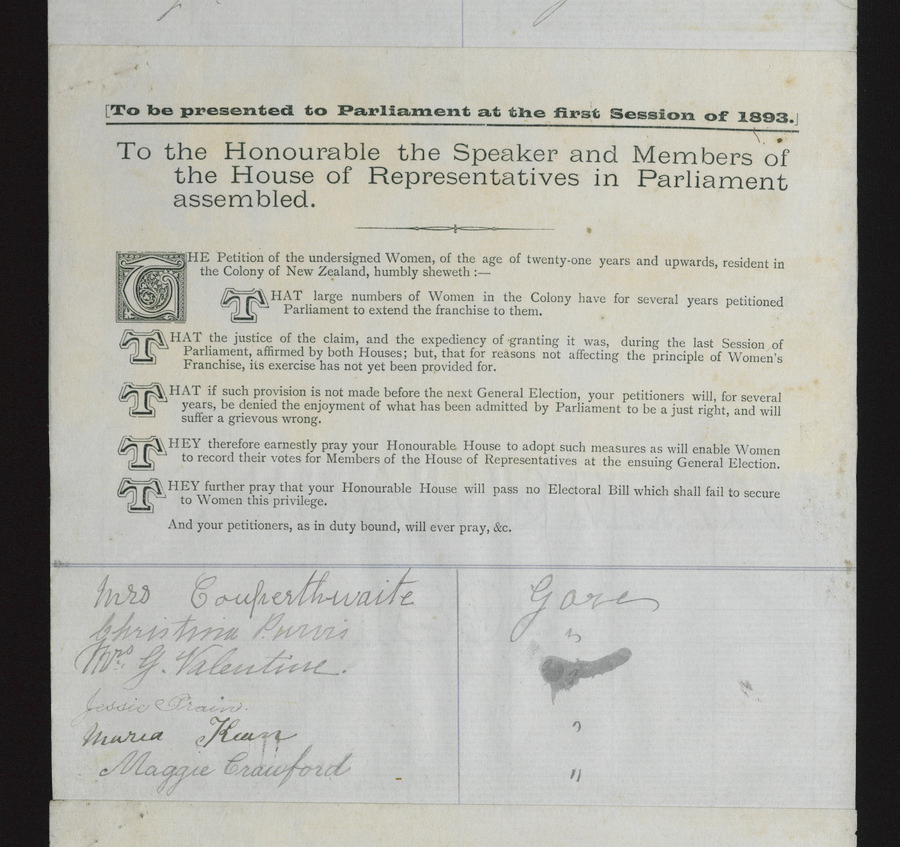 [To be presented to Parliament at the first Session of 1893.]
To the Honourable the Speaker and Members of
the House of Representatives in Parliament
assembled.
THE Petition of the undersigned Women, of the age of twenty-one years and upwards, resident in
the Colony of New Zealand, humbly sheweth :—
THAT large numbers of Women in the Colony have for several years petitioned
Parliament to extend the franchise to them.
THAT the justice of the claim, and the expediency of granting it was, during the last Session of
Parliament, affirmed by both Houses; but, that for reasons not affecting the principle of Women's
Franchise, its exercise has not yet been provided for.
THAT if such provision is not made before the next General Election, your petitioners will, for several
years, be denied the enjoyment of what has been admitted by Parliament to be a just right, and will
suffer a grievous wrong.
THEY therefore earnestly pray your Honourable House to adopt such measures as will enable Women
to record their votes for Members of the House of Representatives at the ensuing General Election.
THEY further pray that your Honourable House will pass no Electoral Bill which shall fail to secure
to Women this privilege.
And your petitioners, as in duty bound, will ever pray, &c.
Mrs Couperthwaite Gore
Christina Purvis "
Mrs. G. Valentine.
Jessie Prain.
Maria "
Maggie Crawford "